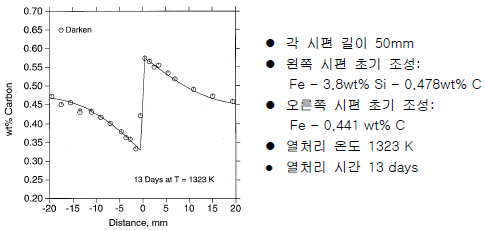 0.70
0.65
0.60
0.55
0.50
0.45
0.40
0.35
0.30
0.25
0.20
wt% Carbon
Darken
13 Days at T = 1323 K
-20 -15 -10 -5 0 5 10 15 20
Distance, mm
● 각 시편 길이 50mm
● 왼쪽 시편 초기 조성:
Fe - 3.8wt% Si - 0.478wt% C
● 오른쪽 시편 초기 조성:
Fe - 0.441 wt% C
● 열처리 온도 1323 K
● 열처리 시간 13 days